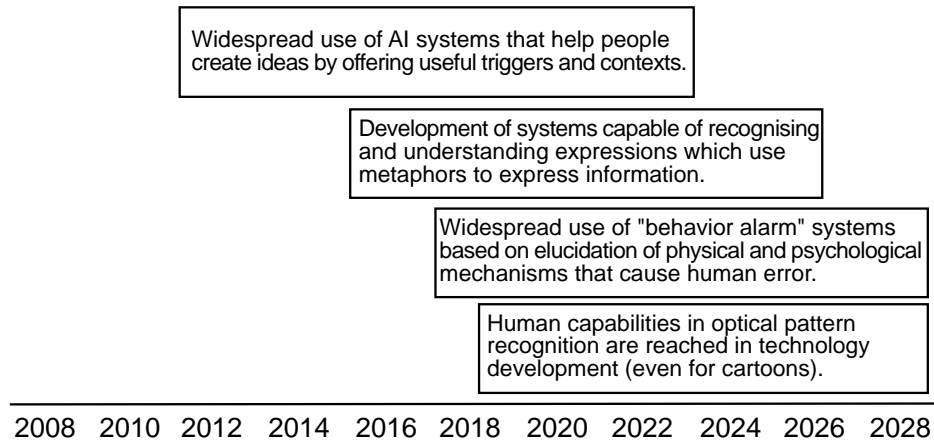 Widespread use of AI systems that help people
create ideas by offering useful triggers and contexts.
Development of systems capable of recognising
and understanding expressions which use
metaphors to express information.
Widespread use of "behavior alarm" systems
based on elucidation of physical and psychological
mechanisms that cause human error.
Human capabilities in optical pattern
recognition are reached in technology
development (even for cartoons).
2008 2010 2012 2014 2016 2018 2020 2022 2024 2026 2028